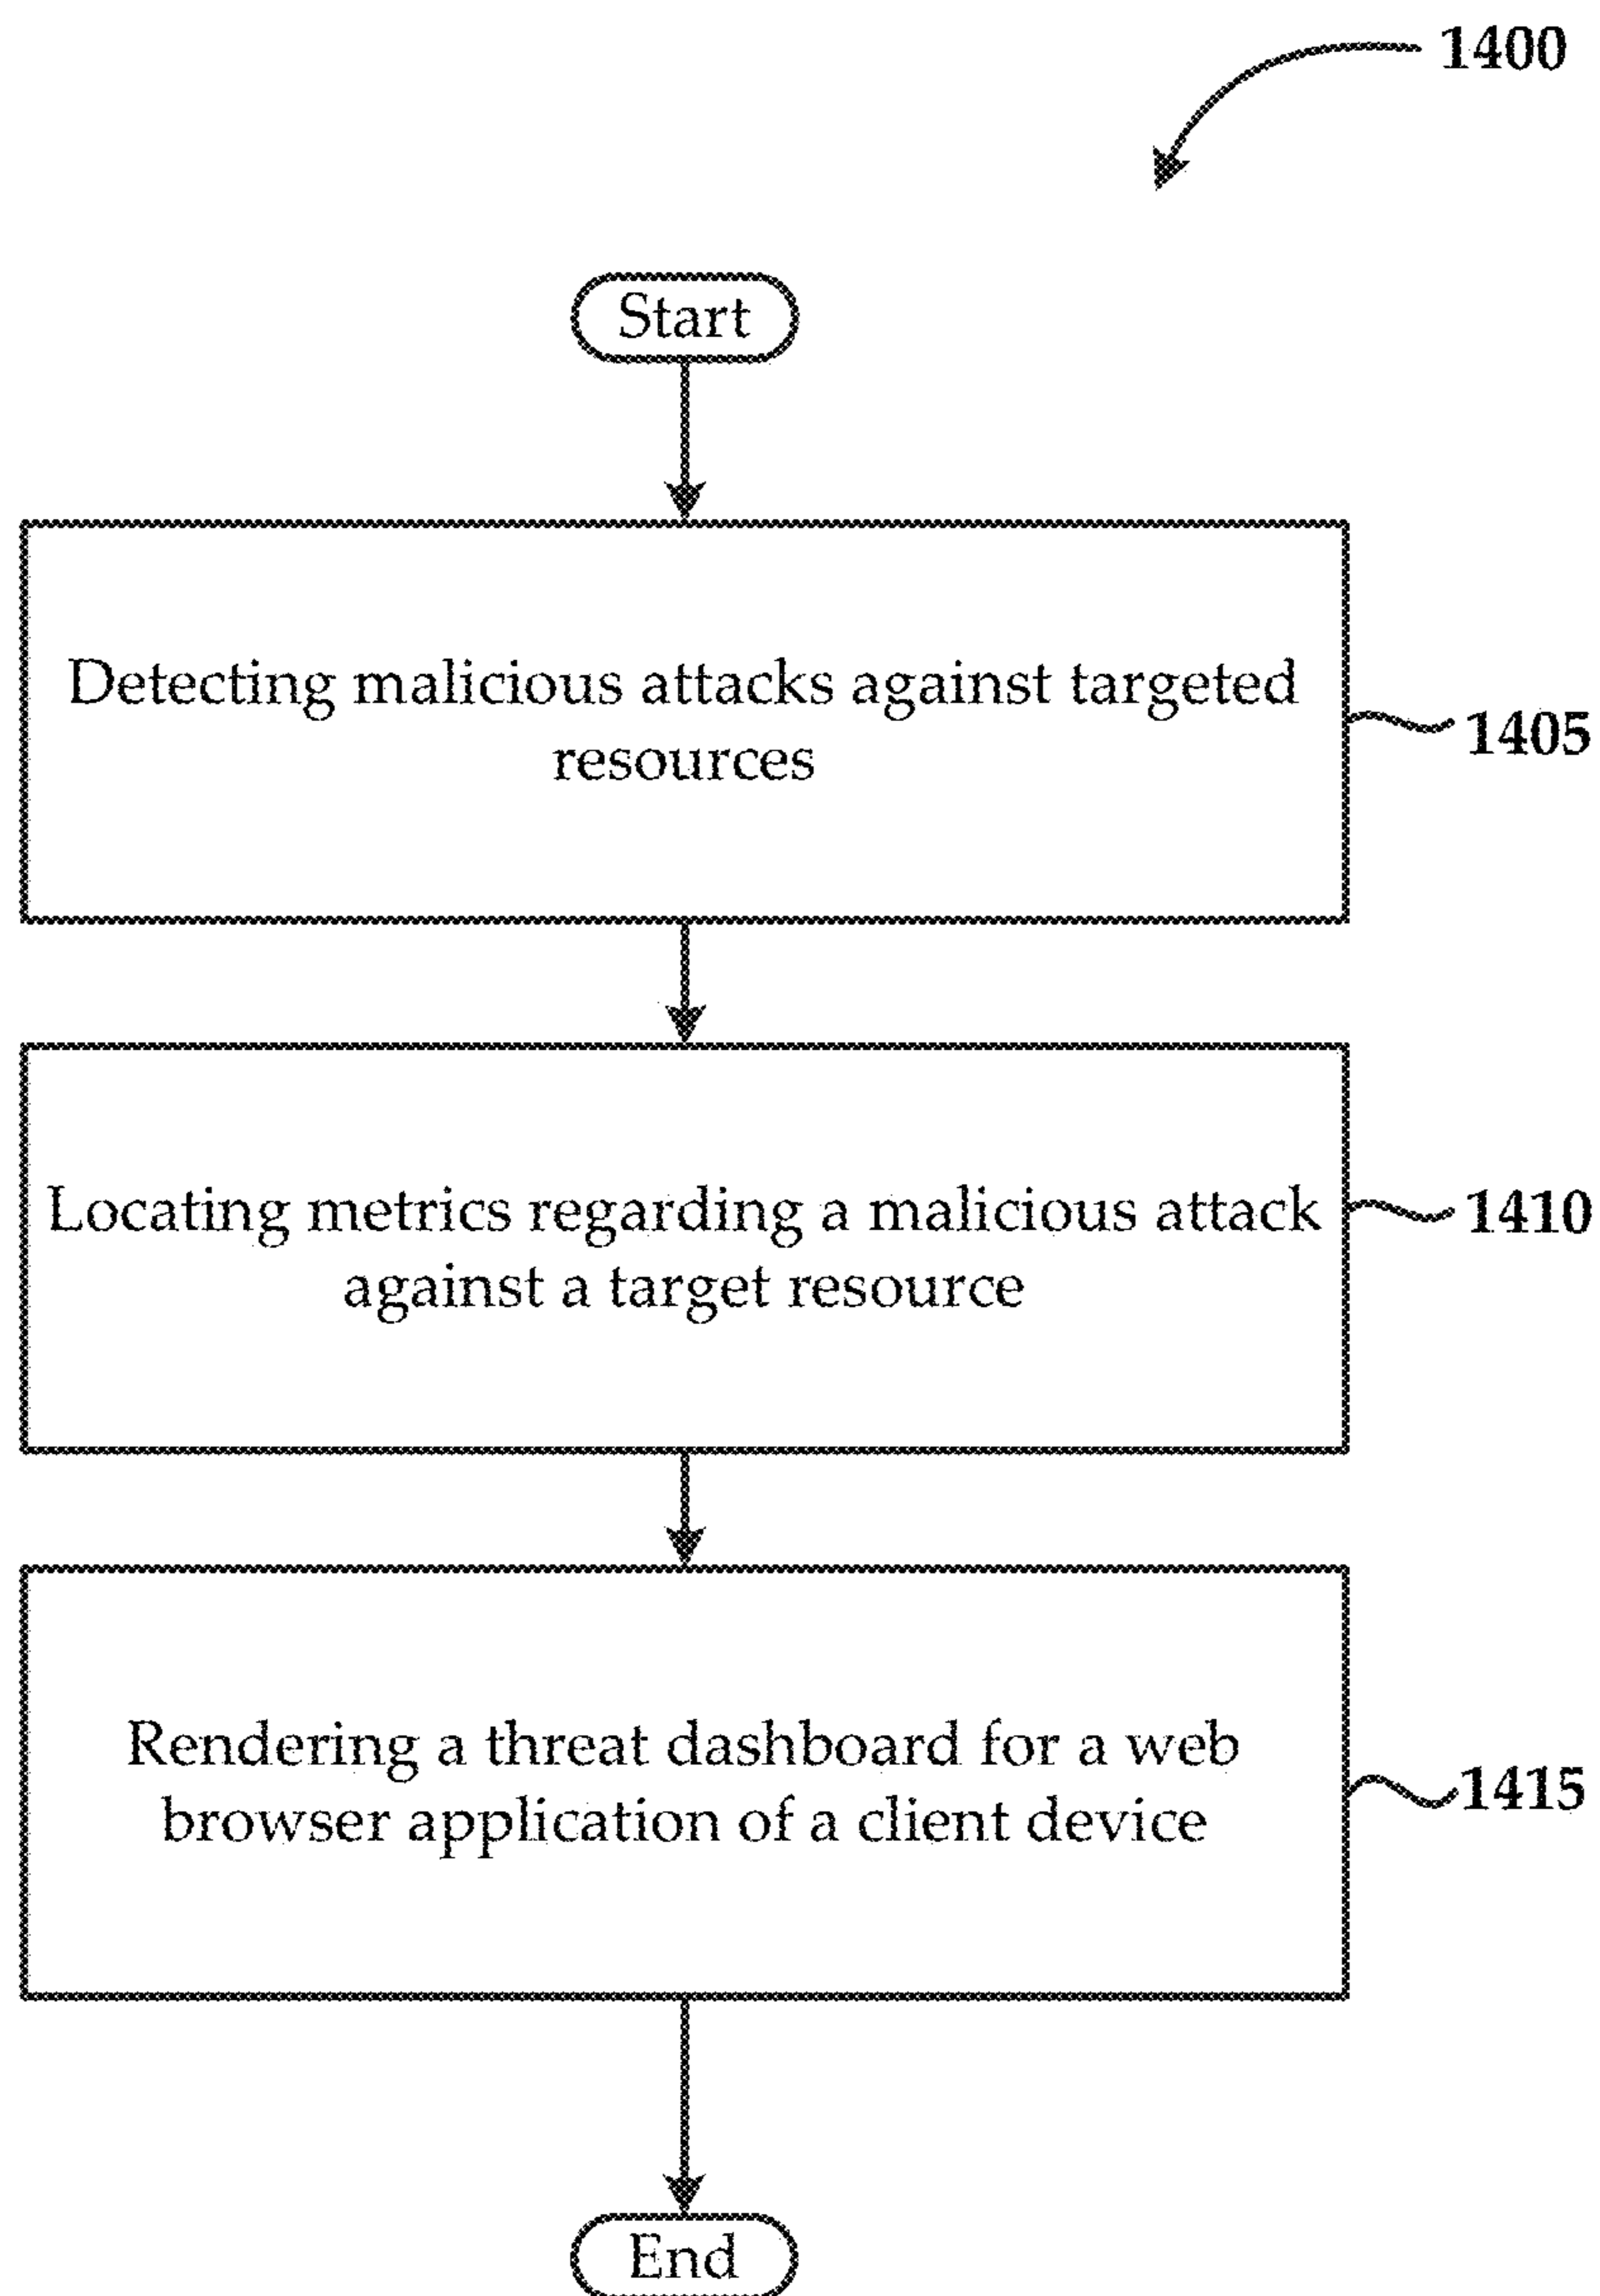 1400
Start
Detecting malicious attacks against targeted
resources
1405
Locating metrics regarding a malicious attack
against a target resource
1410
Rendering a threat dashboard for a web
browser application of a client device
1415
End